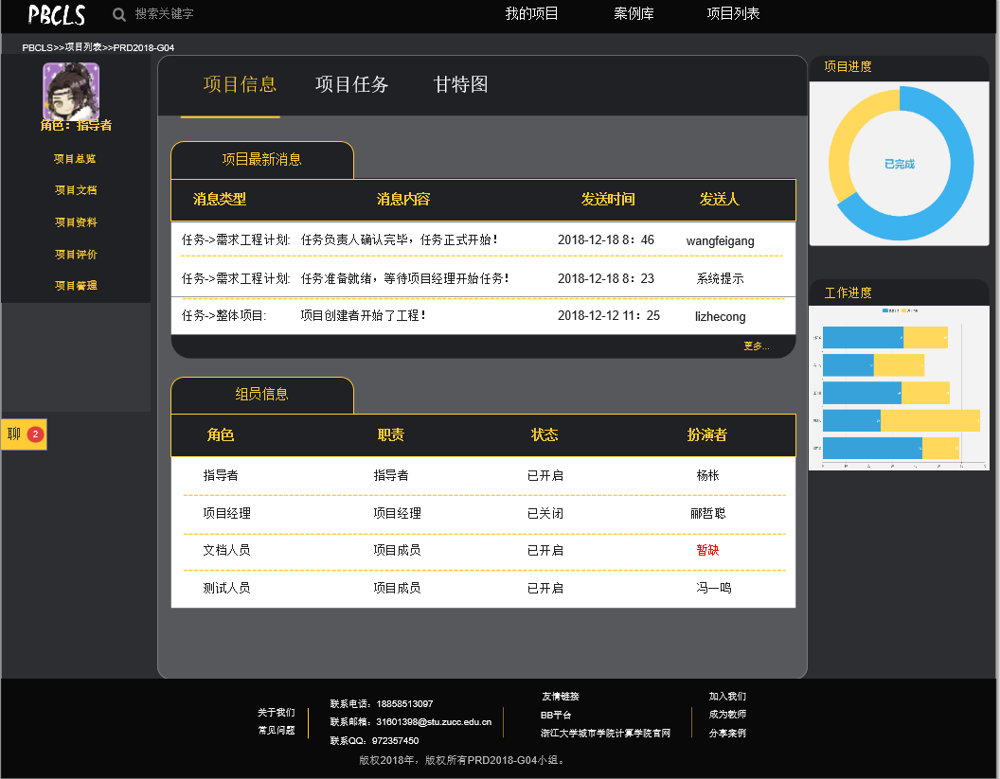 PBCLS 搜索关键字 我的项目 案例库 项目列表
PBCLS>>项目列表>>PRD2018-G04
角色：指导者
项目总览
项目文档
项目资料
项目评价
项目管理
聊 2
项目信息 项目任务 甘特图
项目最新消息
消息类型 消息内容 发送时间 发送人
任务->需求工程计划: 任务负责人确认完毕，任务正式开始！ 2018-12-18 8：46 wangfeigang
任务->需求工程计划: 任务准备就绪，等待项目经理开始任务！ 2018-12-18 8：23 系统提示
任务->整体项目: 项目创建者开始了工程！ 2018-12-12 11：25 lizhecong
更多...
组员信息
角色 职责 状态 扮演者
指导者 指导者 已开启 杨枨
项目经理 项目经理 已关闭 郦哲聪
文档人员 项目成员 已开启 暂缺
测试人员 项目成员 已开启 冯一鸣
项目进度
已完成
工作进度
关于我们
常见问题
联系电话：18858513097
联系邮箱：31601398@stu.zucc.edu.cn
联系QQ：972357450
友情链接
BB平台
浙江大学城市学院计算学院官网
加入我们
成为教师
分享案例
版权2018年，版权所有PRD2018-G04小组。